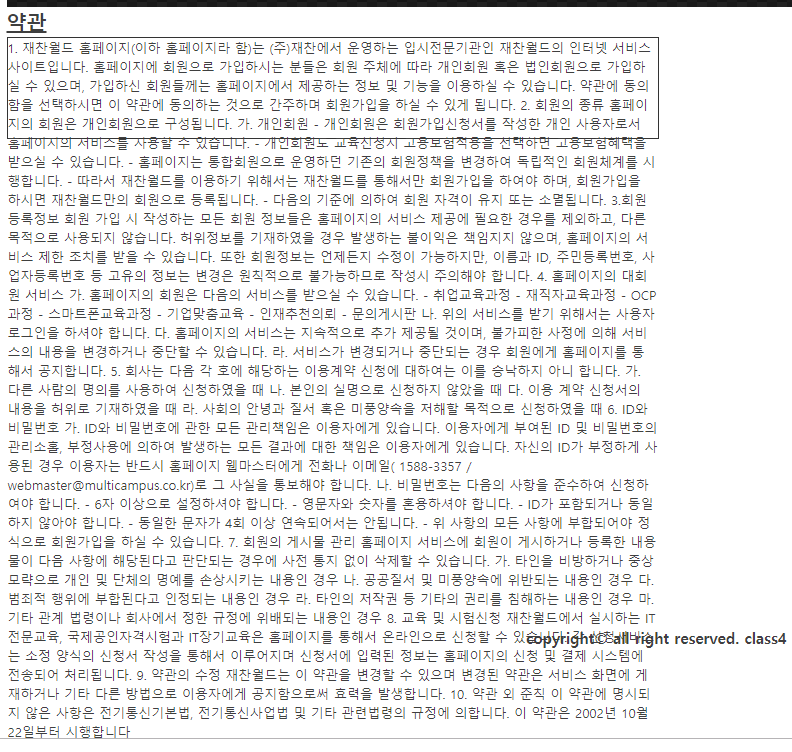 약관
1. 재찬월드 홈페이지(이하 홈페이지라 함)는 (주)재찬에서 운영하는 입시전문기관인 재찬월드의 인터넷 서비스
사이트입니다. 홈페이지에 회원으로 가입하시는 분들은 회원 주체에 따라 개인회원 혹은 법인회원으로 가입하
실 수 있으며, 가입하신 회원들께는 홈페이지에서 제공하는 정보 및 기능을 이용하실 수 있습니다. 약관에 동의
함을 선택하시면 이 약관에 동의하는 것으로 간주하며 회원가입을 하실 수 있게 됩니다. 2. 회원의 종류 홈페이
지의 회원은 개인회원으로 구성됩니다. 가. 개인회원 - 개인회원은 회원가입신청서를 작성한 개인 사용자로서
홈페이지의 서비스를 사용할 수 있습니다. - 개인회원도 교육신청시 고용보험적용을 선택하면 고용보험혜택을
받으실 수 있습니다. - 홈페이지는 통합회원으로 운영하던 기존의 회원정책을 변경하여 독립적인 회원체계를 시
행합니다. - 따라서 재찬월드를 이용하기 위해서는 재찬월드를 통해서만 회원가입을 하여야 하며, 회원가입을
하시면 재찬월드만의 회원으로 등록됩니다. - 다음의 기준에 의하여 회원 자격이 유지 또는 소멸됩니다. 3.회원
등록정보 회원 가입 시 작성하는 모든 회원 정보들은 홈페이지의 서비스 제공에 필요한 경우를 제외하고, 다른
목적으로 사용되지 않습니다. 허위정보를 기재하였을 경우 발생하는 불이익은 책임지지 않으며, 홈페이지의 서
비스 제한 조치를 받을 수 있습니다. 또한 회원정보는 언제든지 수정이 가능하지만, 이름과 ID, 주민등록번호, 사
업자등록번호 등 고유의 정보는 변경은 원칙적으로 불가능하므로 작성시 주의해야 합니다. 4. 홈페이지의 대회
원 서비스 가. 홈페이지의 회원은 다음의 서비스를 받으실 수 있습니다. - 취업교육과정 - 재직자교육과정 - OCP
과정 - 스마트폰교육과정 - 기업맞춤교육 - 인재추천의뢰 - 문의게시판 나. 위의 서비스를 받기 위해서는 사용자
로그인을 하셔야 합니다. 다. 홈페이지의 서비스는 지속적으로 추가 제공될 것이며, 불가피한 사정에 의해 서비
스의 내용을 변경하거나 중단할 수 있습니다. 라. 서비스가 변경되거나 중단되는 경우 회원에게 홈페이지를 통
해서 공지합니다. 5. 회사는 다음 각 호에 해당하는 이용계약 신청에 대하여는 이를 승낙하지 아니 합니다. 가.
다른 사람의 명의를 사용하여 신청하였을 때 나. 본인의 실명으로 신청하지 않았을 때 다. 이용 계약 신청서의
내용을 허위로 기재하였을 때 라. 사회의 안녕과 질서 혹은 미풍양속을 저해할 목적으로 신청하였을 때 6. ID와
비밀번호 가. ID와 비밀번호에 관한 모든 관리책임은 이용자에게 있습니다. 이용자에게 부여된 ID 및 비밀번호의
관리소홀, 부정사용에 의하여 발생하는 모든 결과에 대한 책임은 이용자에게 있습니다. 자신의 ID가 부정하게 사
용된 경우 이용자는 반드시 홈페이지 웹마스터에게 전화나 이메일( 1588-3357 /
webmaster@multicampus.co.kr)로 그 사실을 통보해야 합니다. 나. 비밀번호는 다음의 사항을 준수하여 신청하
여야 합니다. - 6자 이상으로 설정하셔야 합니다. - 영문자와 숫자를 혼용하셔야 합니다. - ID가 포함되거나 동일
하지 않아야 합니다. - 동일한 문자가 4회 이상 연속되어서는 안됩니다. - 위 사항의 모든 사항에 부합되어야 정
식으로 회원가입을 하실 수 있습니다. 7. 회원의 게시물 관리 홈페이지 서비스에 회원이 게시하거나 등록한 내용
물이 다음 사항에 해당된다고 판단되는 경우에 사전 통지 없이 삭제할 수 있습니다. 가. 타인을 비방하거나 중상
모략으로 개인 및 단체의 명예를 손상시키는 내용인 경우 나. 공공질서 및 미풍양속에 위반되는 내용인 경우 다.
범죄적 행위에 부합된다고 인정되는 내용인 경우 라. 타인의 저작권 등 기타의 권리를 침해하는 내용인 경우 마.
기타 관계 법령이나 회사에서 정한 규정에 위배되는 내용인 경우 8. 교육 및 시험신청 재찬월드에서 실시하는 IT
전문교육, 국제공인자격시험과 IT장기교육은 홈페이지를 통해서 온라인으로 신청할 수 있습니다. 각 신청서비스
copyrightⓒ all right reserved. class4
는 소정 양식의 신청서 작성을 통해서 이루어지며 신청서에 입력된 정보는 홈페이지의 신청 및 결제 시스템에
전송되어 처리됩니다. 9. 약관의 수정 재찬월드는 이 약관을 변경할 수 있으며 변경된 약관은 서비스 화면에 게
재하거나 기타 다른 방법으로 이용자에게 공지함으로써 효력을 발생합니다. 10. 약관 외 준칙 이 약관에 명시되
지 않은 사항은 전기통신기본법, 전기통신사업법 및 기타 관련법령의 규정에 의합니다. 이 약관은 2002년 10월
22일부터 시행합니다